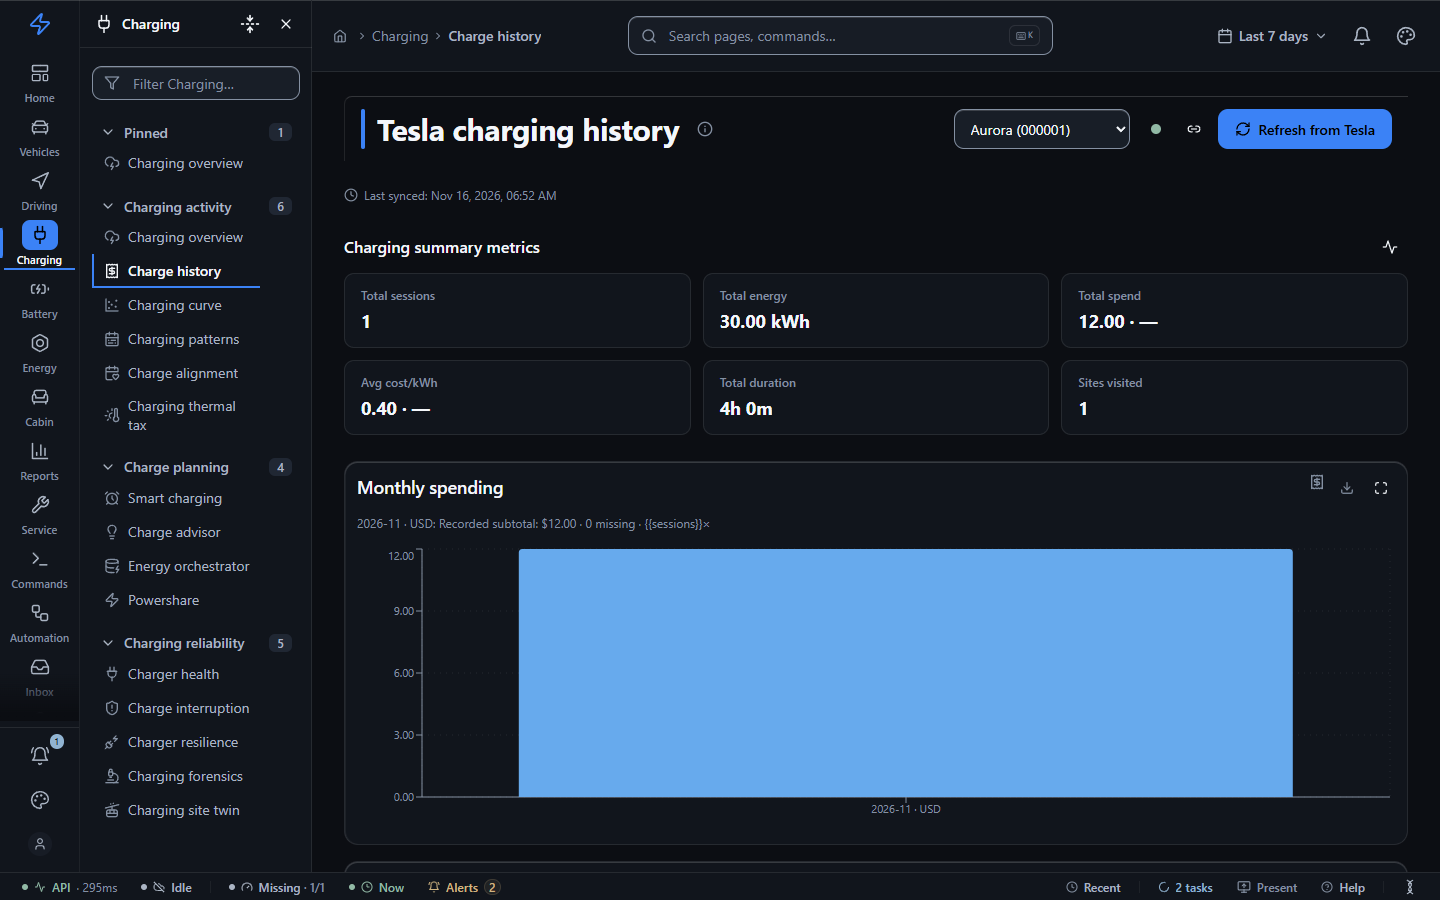 Charging
Home
Vehicles
Driving
Charging
Battery
Energy
Cabin
Reports
Service
Commands
Automation
Inbox
1
Filter Charging...
Pinned 1
Charging overview
Charging activity 6
Charging overview
Charge history
Charging curve
Charging patterns
Charge alignment
Charging thermal
tax
Charge planning 4
Smart charging
Charge advisor
Energy orchestrator
Powershare
Charging reliability 5
Charger health
Charge interruption
Charger resilience
Charging forensics
Charging site twin
Charging Charge history
Search pages, commands... K
Last 7 days
Tesla charging history
Aurora (000001)
Refresh from Tesla
Last synced: Nov 16, 2026, 06:52 AM
Charging summary metrics
Total sessions
1
Total energy
30.00 kWh
Total spend
12.00 · —
Avg cost/kWh
0.40 · —
Total duration
4h 0m
Sites visited
1
Monthly spending
2026-11 · USD: Recorded subtotal: $12.00 · 0 missing · {{sessions}}×
12.00
9.00
6.00
3.00
0.00
2026-11 · USD
API · 295ms
Idle
Missing · 1/1
Now
Alerts 2
Recent
2 tasks
Present
Help